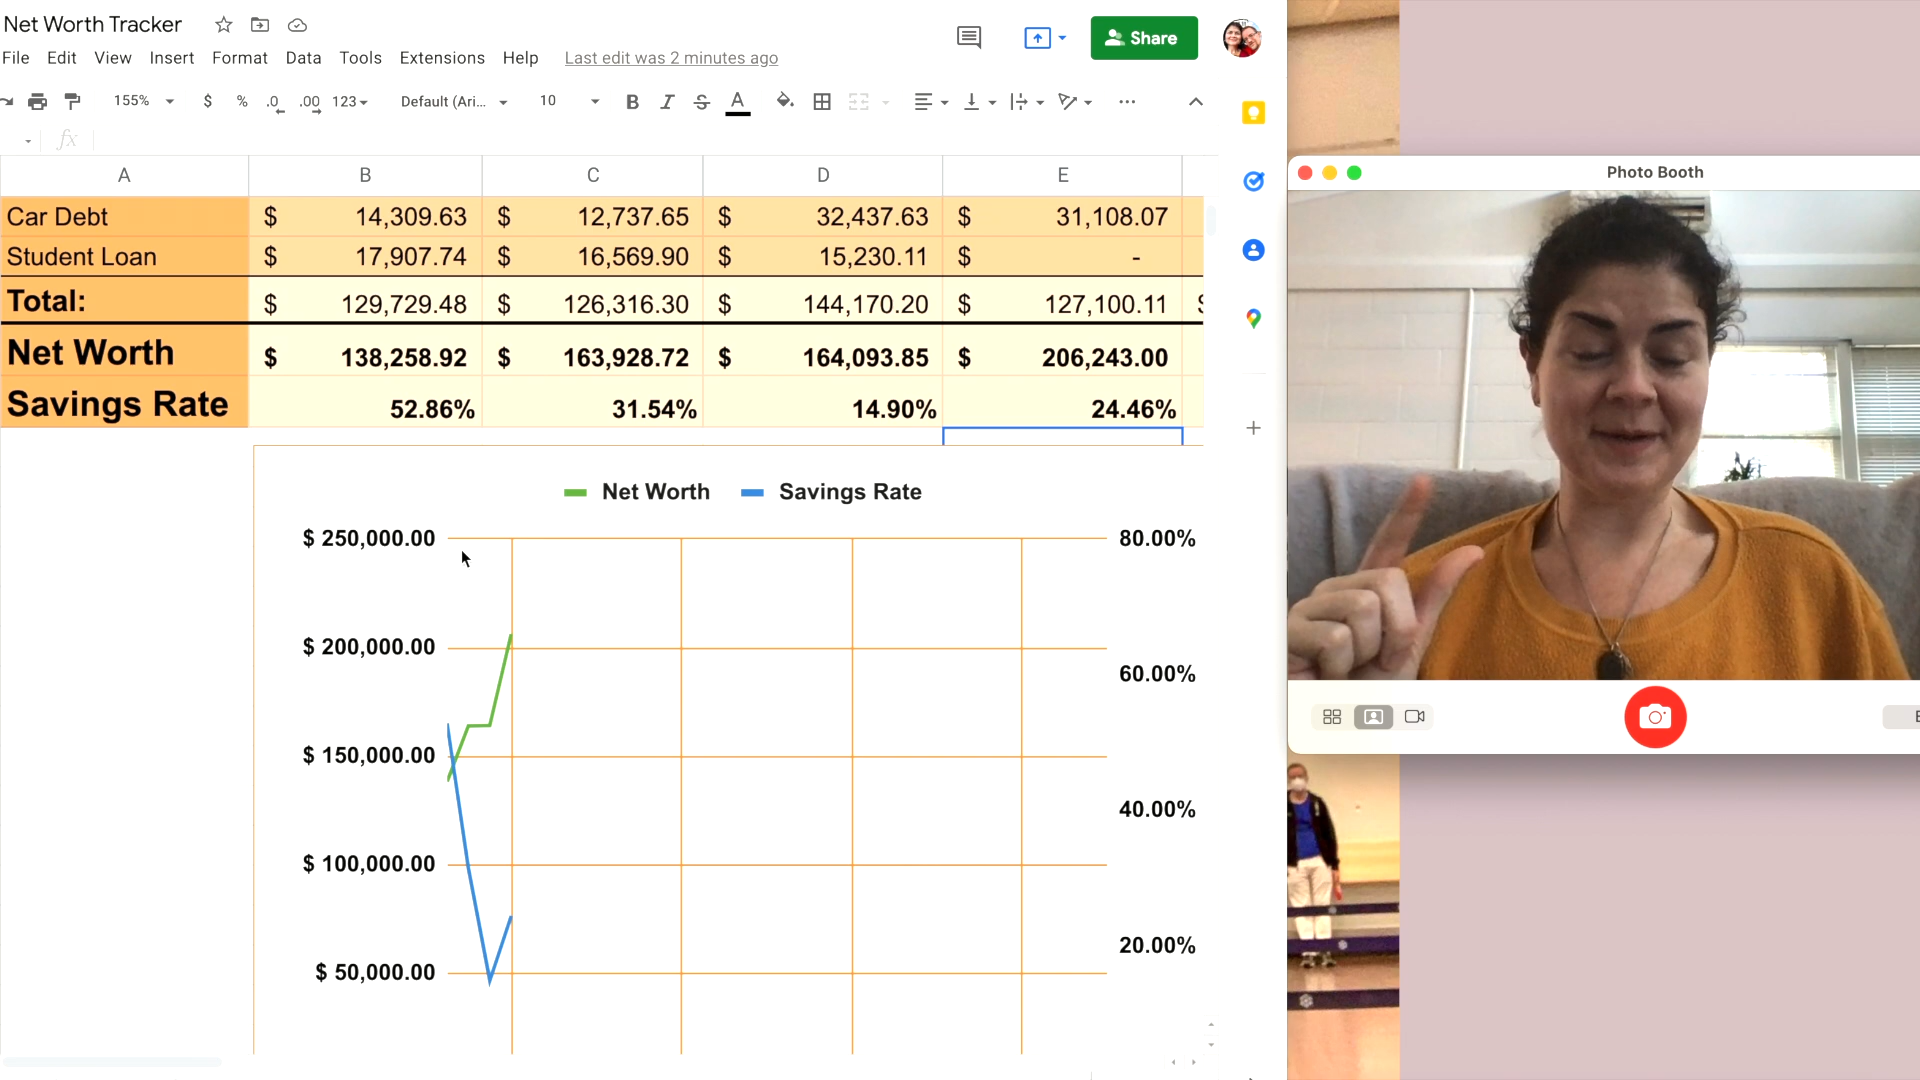 Net Worth Tracker
File Edit View Insert Format Data Tools Extensions Help Last edit was 2 minutes ago
Share
155% $ % .0 .00 123 Default (Ari... 10 B I S A ...
fx
A B C D E
Car Debt $ 14,309.63 $ 12,737.65 $ 32,437.63 $ 31,108.07
Student Loan $ 17,907.74 $ 16,569.90 $ 15,230.11 $ -
Total: $ 129,729.48 $ 126,316.30 $ 144,170.20 $ 127,100.11
Net Worth $ 138,258.92 $ 163,928.72 $ 164,093.85 $ 206,243.00
Savings Rate 52.86% 31.54% 14.90% 24.46%
Net Worth Savings Rate
$ 250,000.00 80.00%
$ 200,000.00
60.00%
$ 150,000.00
40.00%
$ 100,000.00
20.00%
$ 50,000.00
Photo Booth